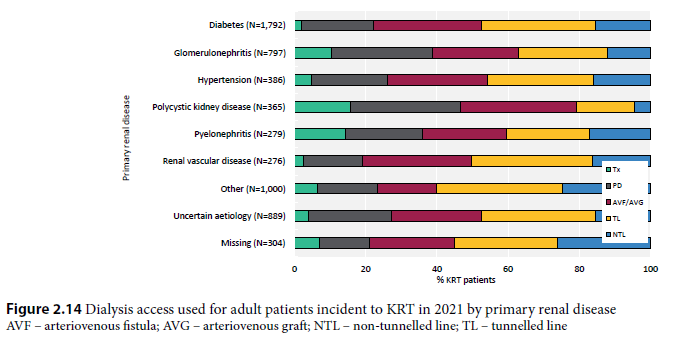 Diabetes (N=1,792)
Glomerulonephritis (N=797)
Hypertension (N=386)
Polycystic kidney disease (N=365)
Pyelonephritis (N=279)
Renal vascular disease (N=276)
Other (N=1,000)
Uncertain aetiology (N=889)
Missing (N=304)
Primary renal disease
Tx
PD
AVF/AVG
TL
NTL
0 20 40 60 80 100
% KRT patients
Figure 2.14 Dialysis access used for adult patients incident to KRT in 2021 by primary renal disease
AVF – arteriovenous fistula; AVG – arteriovenous graft; NTL – non-tunnelled line; TL – tunnelled line